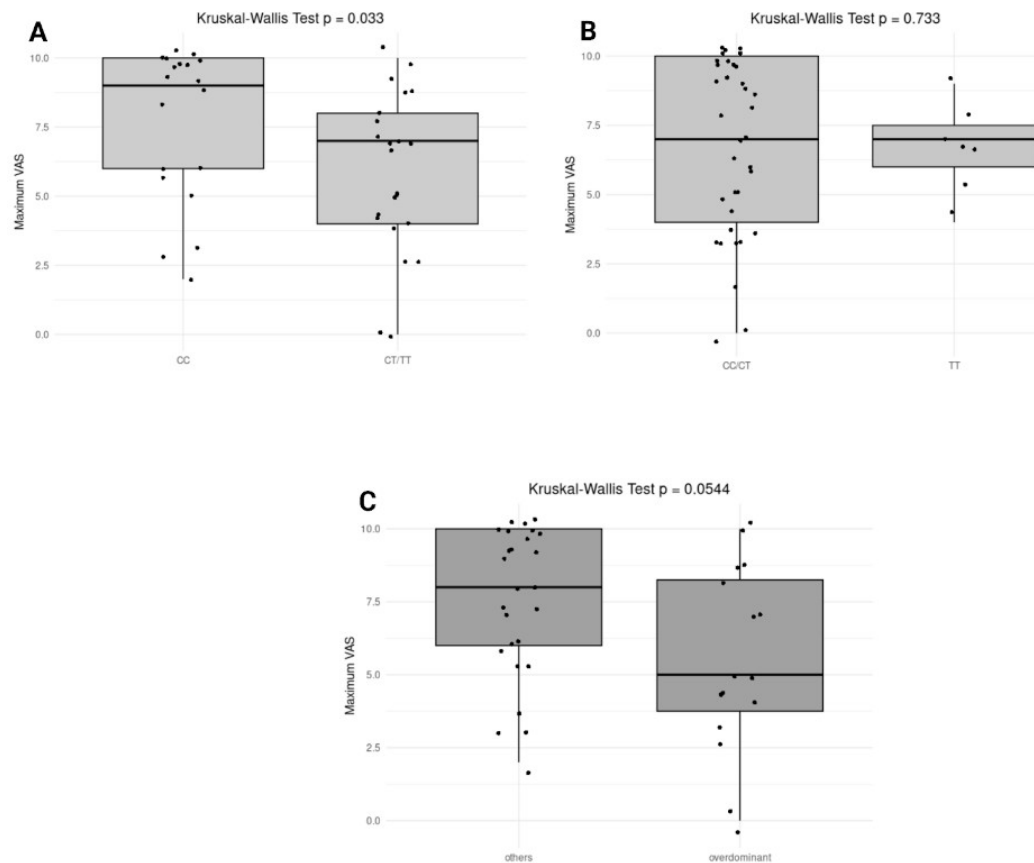 A
Kruskal-Wallis Test p = 0.033
Maximum VAS
10.0
7.5
5.0
2.5
0.0
CC
CT/TT
B
Kruskal-Wallis Test p = 0.733
Maximum VAS
10.0
7.5
5.0
2.5
0.0
CC/CT
TT
C
Kruskal-Wallis Test p = 0.0544
Maximum VAS
10.0
7.5
5.0
2.5
0.0
others
overdominant